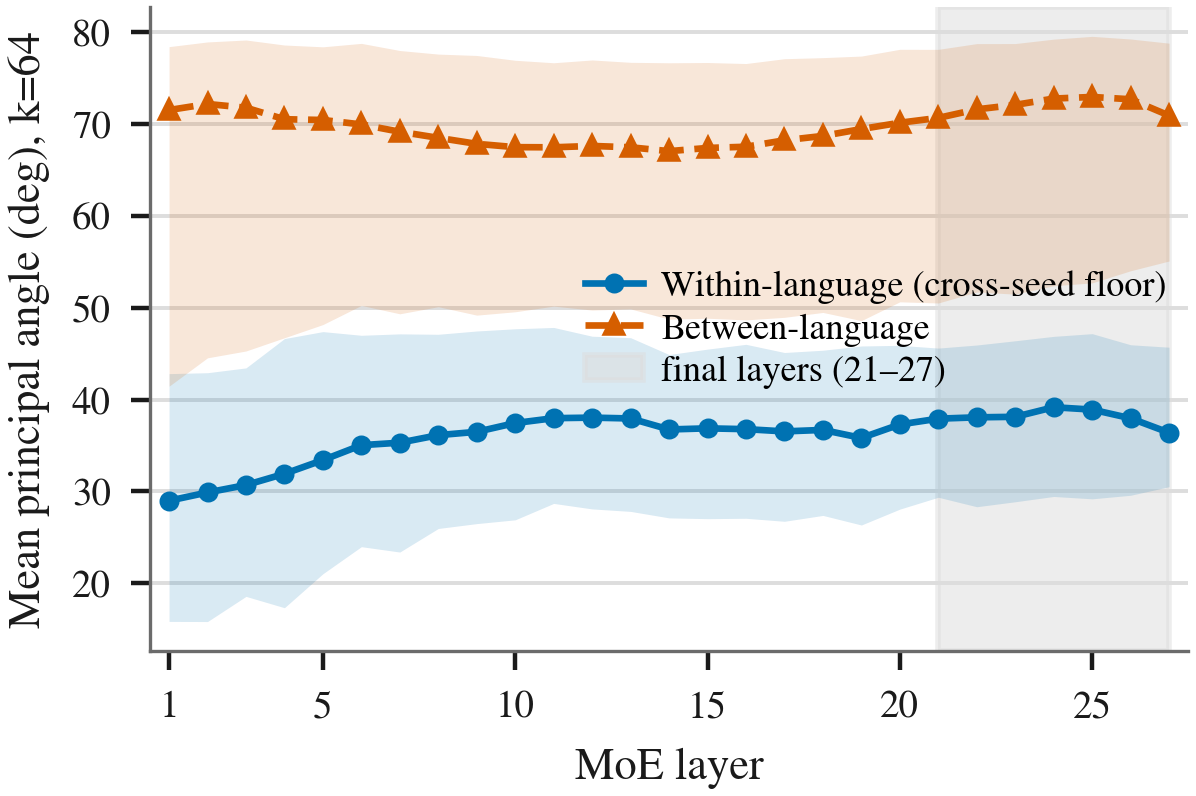 Mean principal angle (deg), k=64
80
70
60
50
40
30
20
Within-language (cross-seed floor)
Between-language
final layers (21–27)
1 5 10 15 20 25
MoE layer